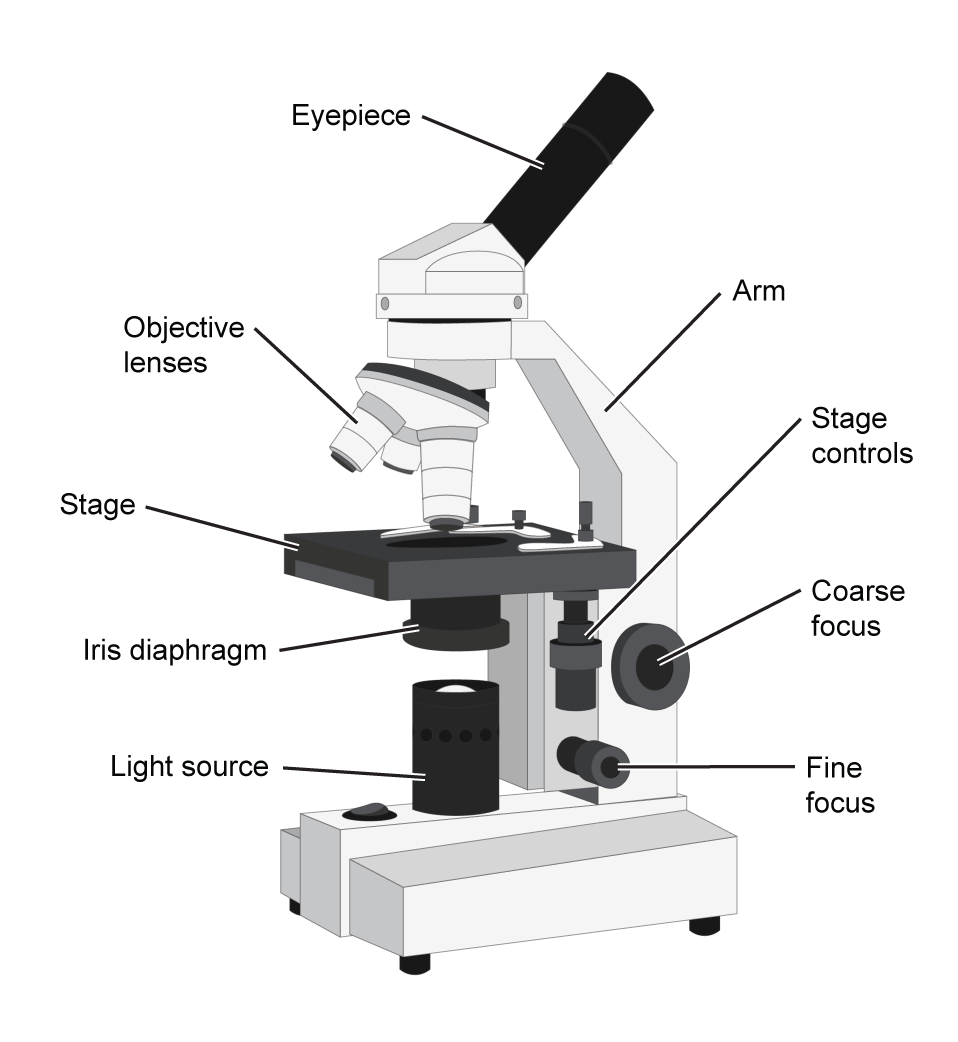 Eyepiece
Arm
Objective
lenses
Stage
controls
Stage
Coarse
focus
Iris diaphragm
Light source
Fine
focus